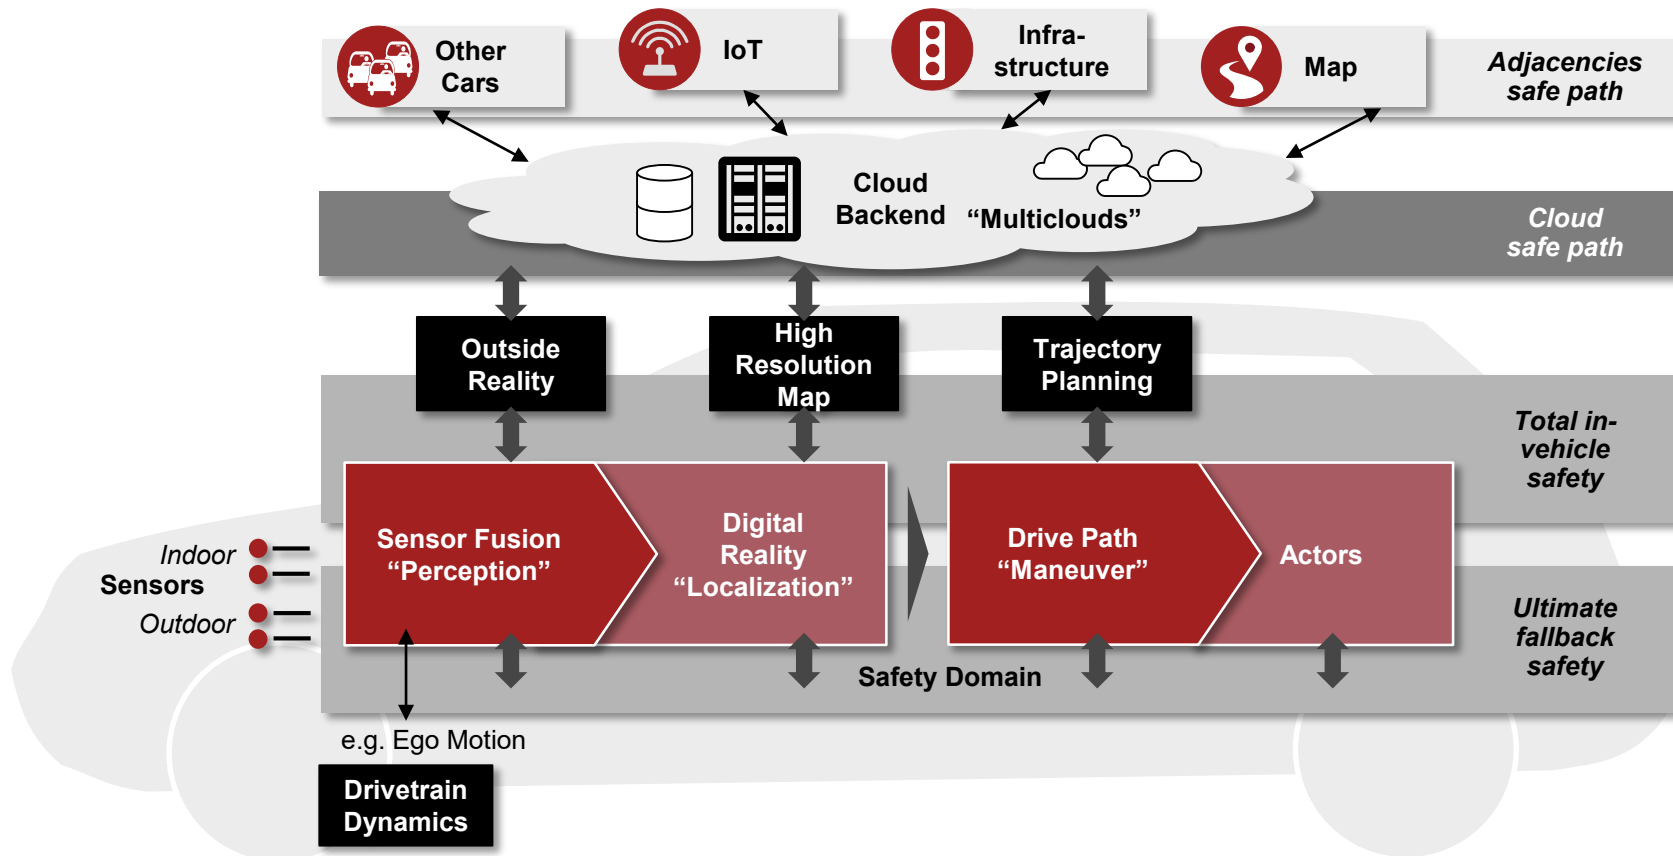 Other
Cars
IoT
Infra-
structure
Map
Adjacencies
safe path
Cloud
Backend
“Multiclouds”
Cloud
safe path
Outside
Reality
High
Resolution
Map
Trajectory
Planning
Total in-
vehicle
safety
Sensor Fusion
“Perception”
Digital
Reality
“Localization”
Drive Path
“Maneuver”
Actors
Indoor
Sensors
Outdoor
Ultimate
fallback
safety
Safety Domain
e.g. Ego Motion
Drivetrain
Dynamics